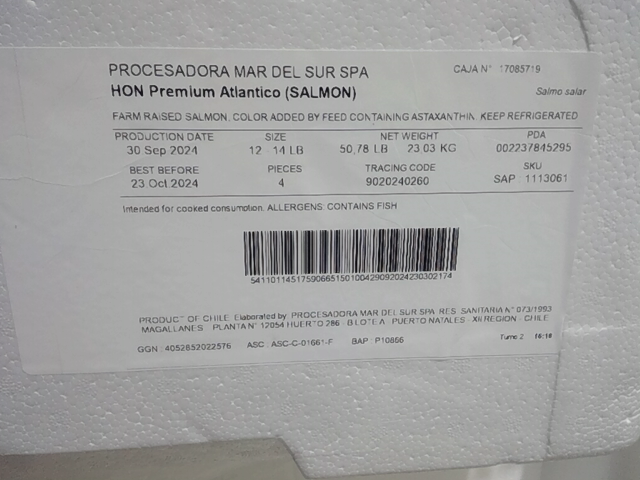 PROCESADORA MAR DEL SUR SPA CAJA N° 17085719
HON Premium Atlantico (SALMON) Salmo salar
FARM RAISED SALMON, COLOR ADDED BY FEED CONTAINING ASTAXANTHIN. KEEP REFRIGERATED
PRODUCTION DATE SIZE NET WEIGHT PDA
30 Sep 2024 12 - 14 LB 50,78 LB 23.03 KG 002237845295
BEST BEFORE PIECES TRACING CODE SKU
23 Oct 2024 4 9020240260 SAP : 1113061
Intended for cooked consumption. ALLERGENS: CONTAINS FISH
54110114517590665150100429092024230302174
PRODUCT OF CHILE. Elaborated by: PROCESADORA MAR DEL SUR SPA RES. SANITARIA N° 073/1993
MAGALLANES - PLANTA N° 12054 HUERTO 286 - B LOTE A - PUERTO NATALES - XII REGION - CHILE
GGN : 4052852022576 ASC : ASC-C-01661-F BAP : P10866 Turno 2 16:16